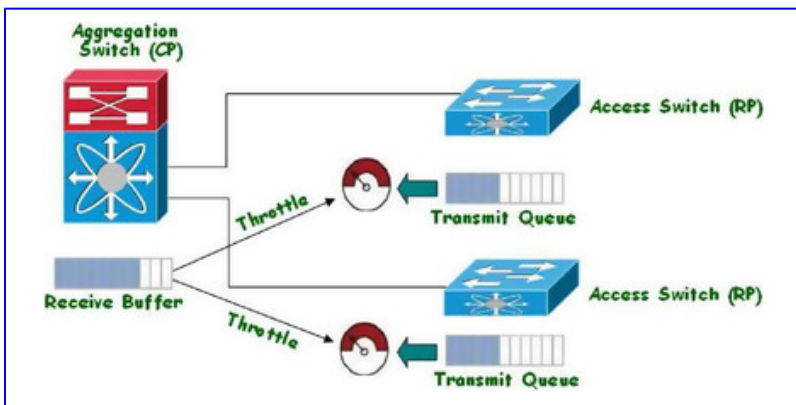 Aggregation
Switch (CP)
Access Switch (RP)
Throttle
Transmit Queue
Receive Buffer
Throttle
Access Switch (RP)
Transmit Queue